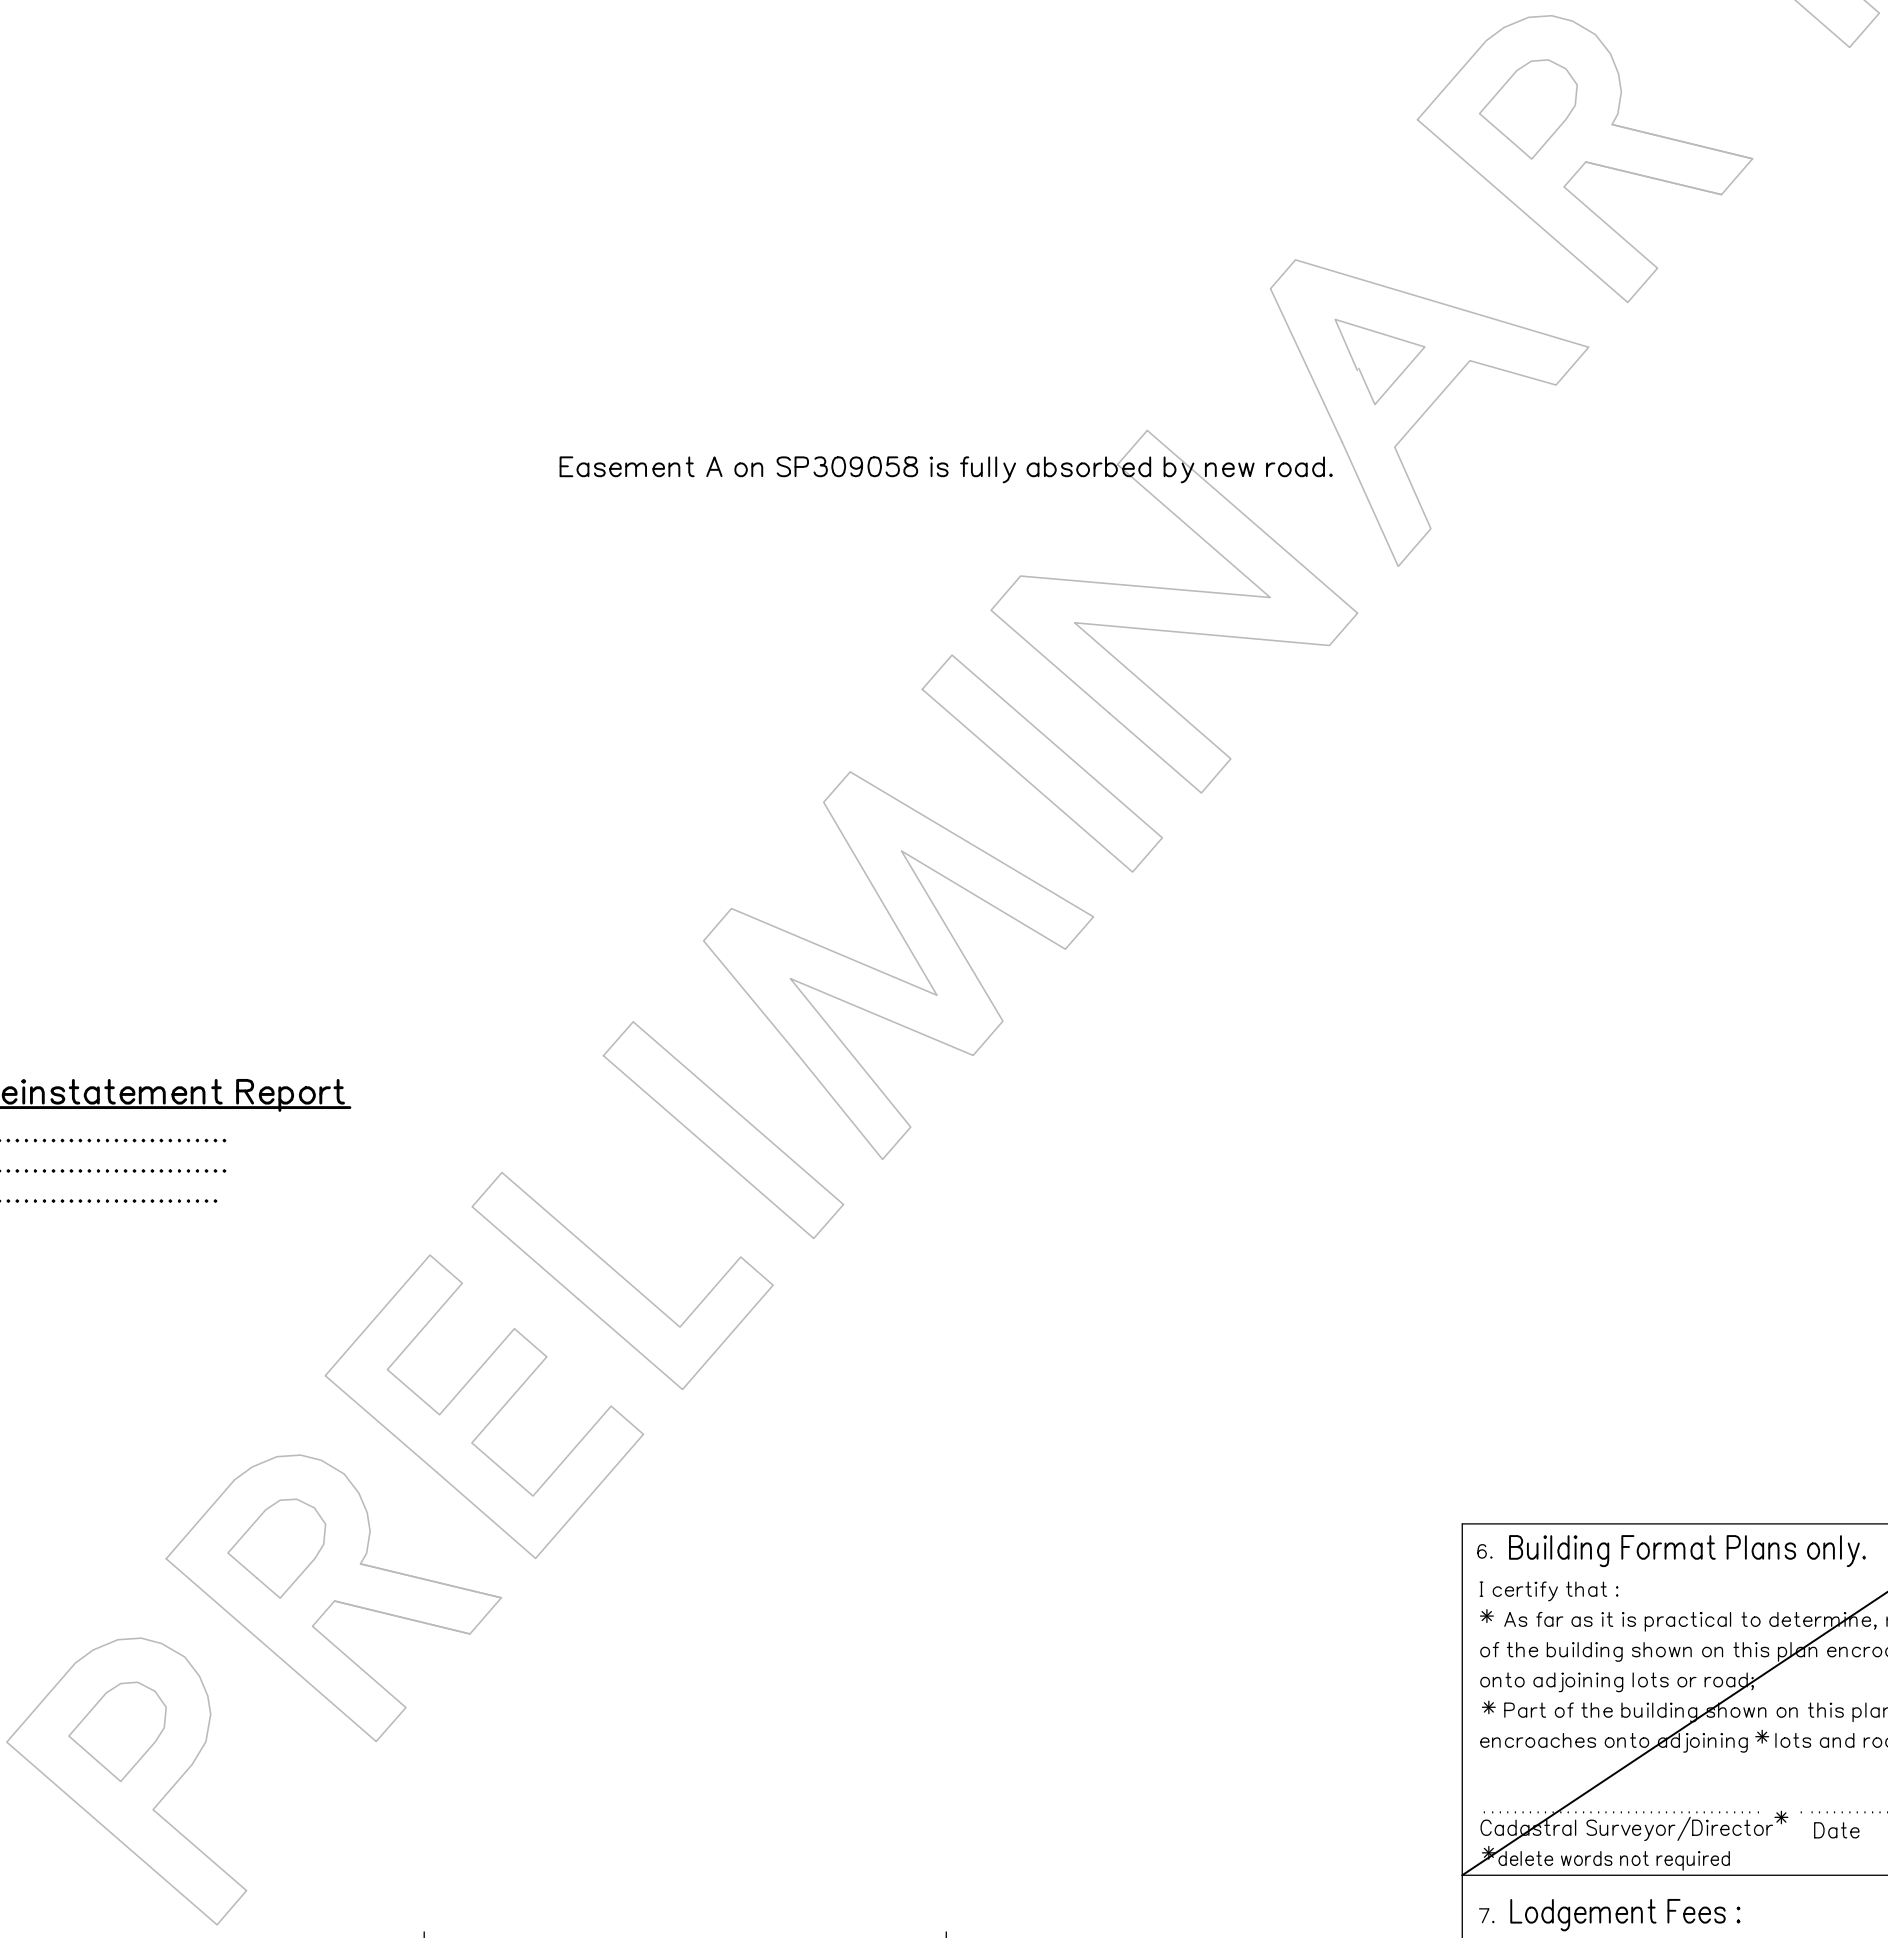 Easement A on SP309058 is fully absorbed by new road.
einstatement Report
..........................
..........................
.........................
PRELIMINAR
6. Building Format Plans only.
I certify that :
* As far as it is practical to determine,
of the building shown on this plan encroa
onto adjoining lots or road;
* Part of the building shown on this plan
encroaches onto adjoining * lots and roa
Cadastral Surveyor/Director* Date
*delete words not required
7. Lodgement Fees :